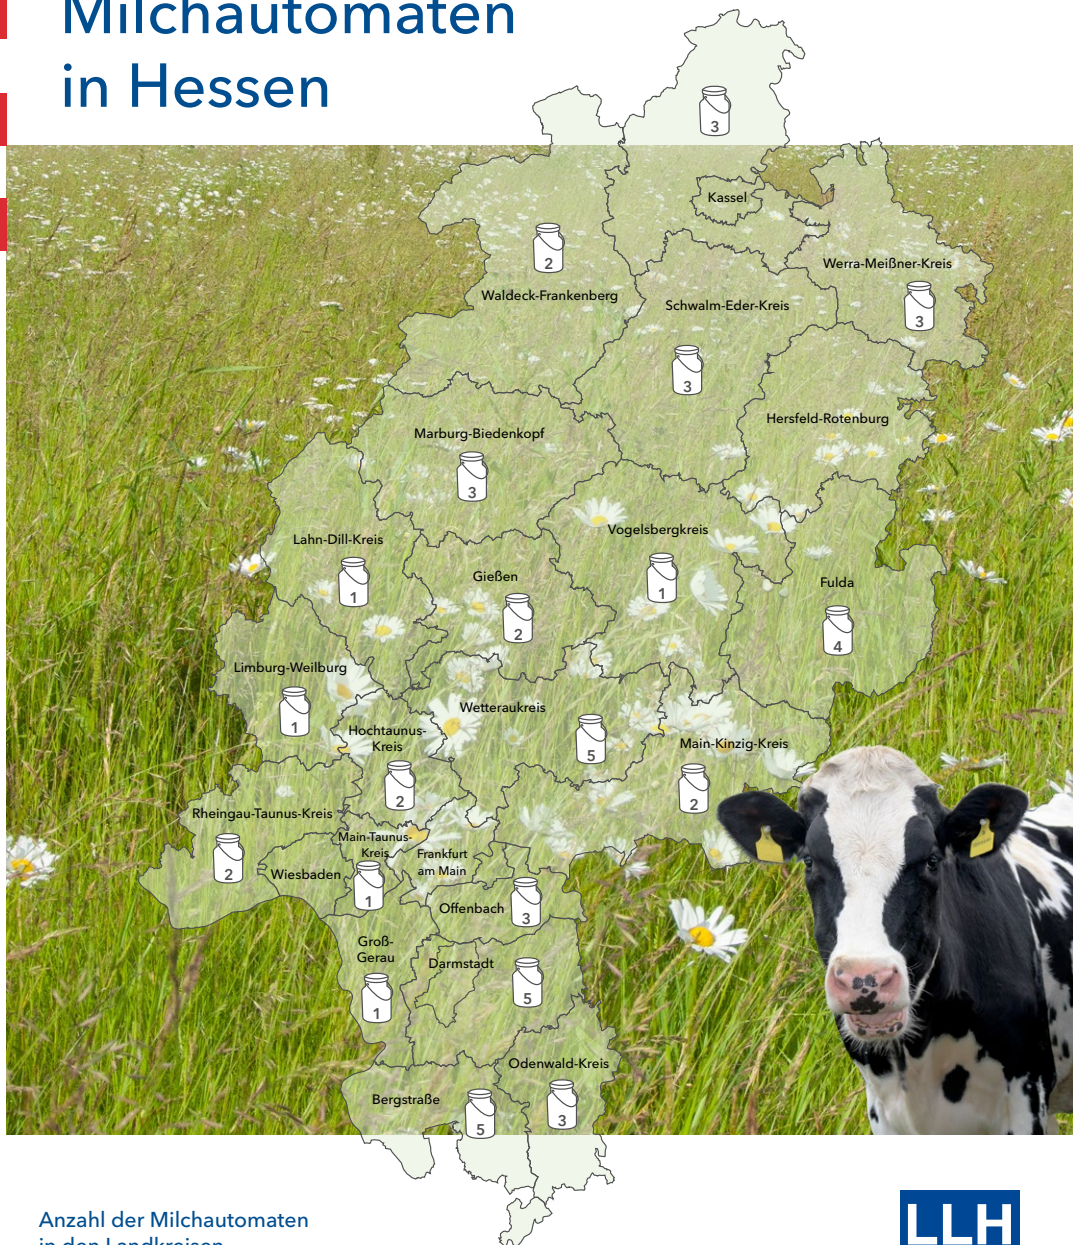 Milchautomaten
in Hessen
3
Kassel
2
Waldeck-Frankenberg
Werra-Meißner-Kreis
3
Schwalm-Eder-Kreis
3
Hersfeld-Rotenburg
Marburg-Biedenkopf
3
Lahn-Dill-Kreis
1
Gießen
2
Vogelsbergkreis
1
Fulda
4
Limburg-Weilburg
1
Wetteraukreis
5
Hochtaunus-
Kreis
2
Main-Kinzig-Kreis
2
Rheingau-Taunus-Kreis
2
Main-Taunus-
Kreis
1
Wiesbaden
Frankfurt
am Main
Offenbach
3
Groß-
Gerau
1
Darmstadt
5
Odenwald-Kreis
3
Bergstraße
5
Anzahl der Milchautomaten
in den Landkreisen
LLH